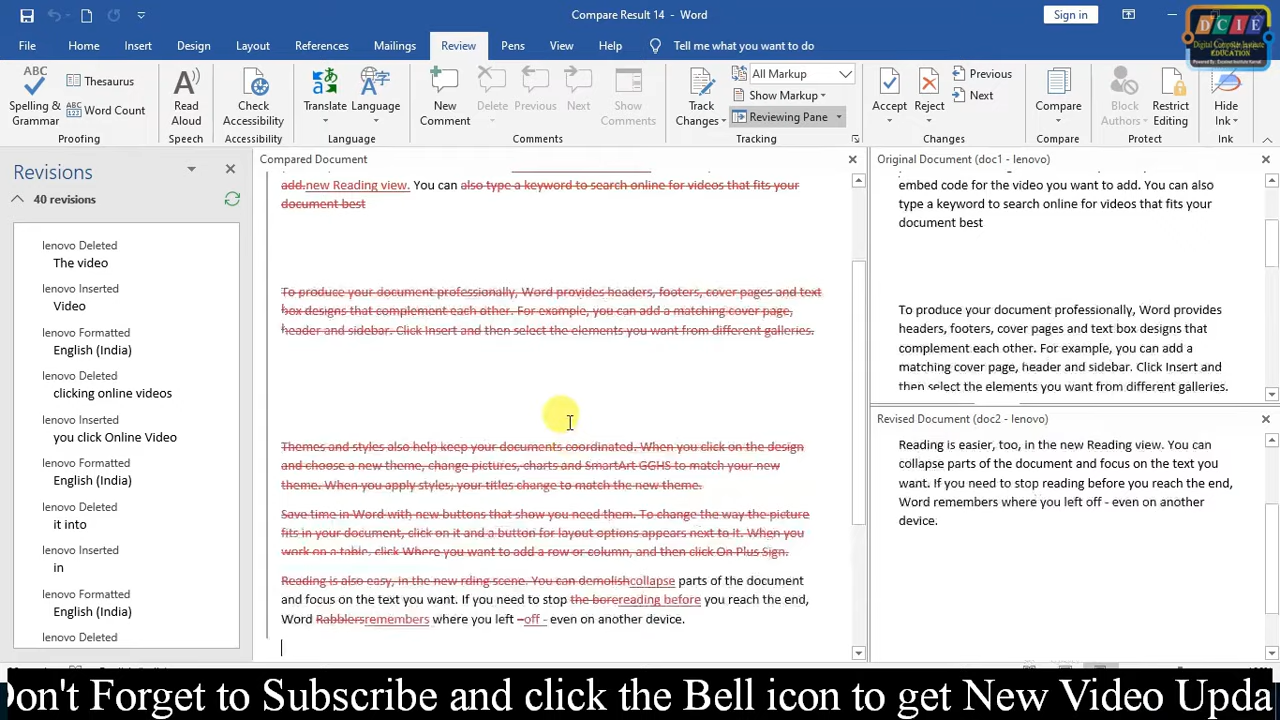 Compare Result 14 - Word
Sign in
DCIE
Digital Computer Institute
EDUCATION
File Home Insert Design Layout References Mailings Review Pens View Help Tell me what you want to do
ABC
Spelling & Grammar
Thesaurus
ABC 123 Word Count
Proofing
Read Aloud
Speech
Check Accessibility
Accessibility
Translate
Language
Language
New Comment
Delete
Previous
Next
Show Comments
Comments
Track Changes
All Markup
Show Markup
Reviewing Pane
Tracking
Accept
Reject
Previous
Next
Changes
Compare
Compare
Block Authors
Restrict Editing
Protect
Hide Ink
Ink
Revisions
40 revisions
lenovo Deleted
The video
lenovo Inserted
Video
lenovo Formatted
English (India)
lenovo Deleted
clicking online videos
lenovo Inserted
you click Online Video
lenovo Formatted
English (India)
lenovo Deleted
it into
lenovo Inserted
in
lenovo Formatted
English (India)
lenovo Deleted
Compared Document
add.new Reading view. You can also type a keyword to search online for videos that fits your
document best
To produce your document professionally, Word provides headers, footers, cover pages and text
box designs that complement each other. For example, you can add a matching cover page,
header and sidebar. Click Insert and then select the elements you want from different galleries.
Themes and styles also help keep your documents coordinated. When you click on the design
and choose a new theme, change pictures, charts and SmartArt GGHS to match your new
theme. When you apply styles, your titles change to match the new theme.
Save time in Word with new buttons that show you need them. To change the way the picture
fits in your document, click on it and a button for layout options appears next to it. When you
work on a table, click Where you want to add a row or column, and then click On Plus Sign.
Reading is also easy, in the new rding scene. You can demolishcollapse parts of the document
and focus on the text you want. If you need to stop the borereading before you reach the end,
Word Rabblersremembers where you left –off - even on another device.
Original Document (doc1 - lenovo)
embed code for the video you want to add. You can also
type a keyword to search online for videos that fits your
document best
To produce your document professionally, Word provides
headers, footers, cover pages and text box designs that
complement each other. For example, you can add a
matching cover page, header and sidebar. Click Insert and
then select the elements you want from different galleries.
Revised Document (doc2 - lenovo)
Reading is easier, too, in the new Reading view. You can
collapse parts of the document and focus on the text you
want. If you need to stop reading before you reach the end,
Word remembers where you left off - even on another
device.
Don't Forget to Subscribe and click the Bell icon to get New Video Upda